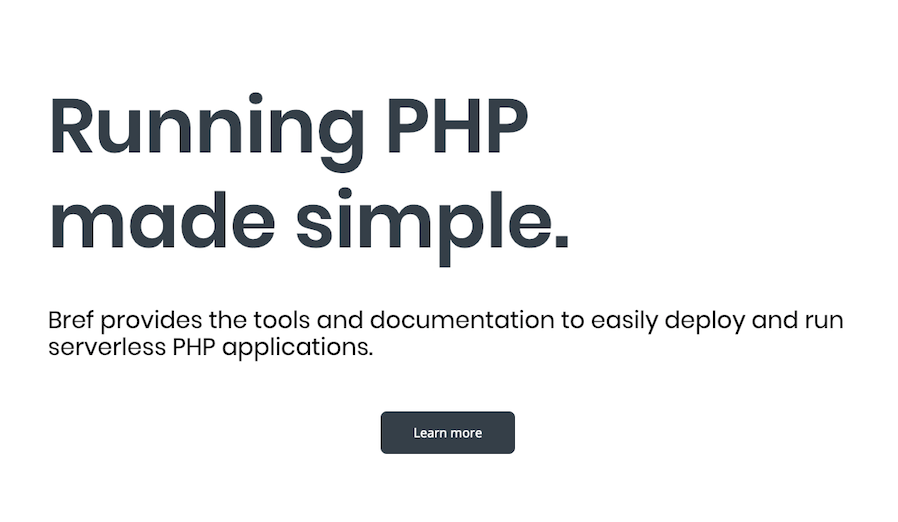 Running PHP
made simple.
Bref provides the tools and documentation to easily deploy and run
serverless PHP applications.
Learn more